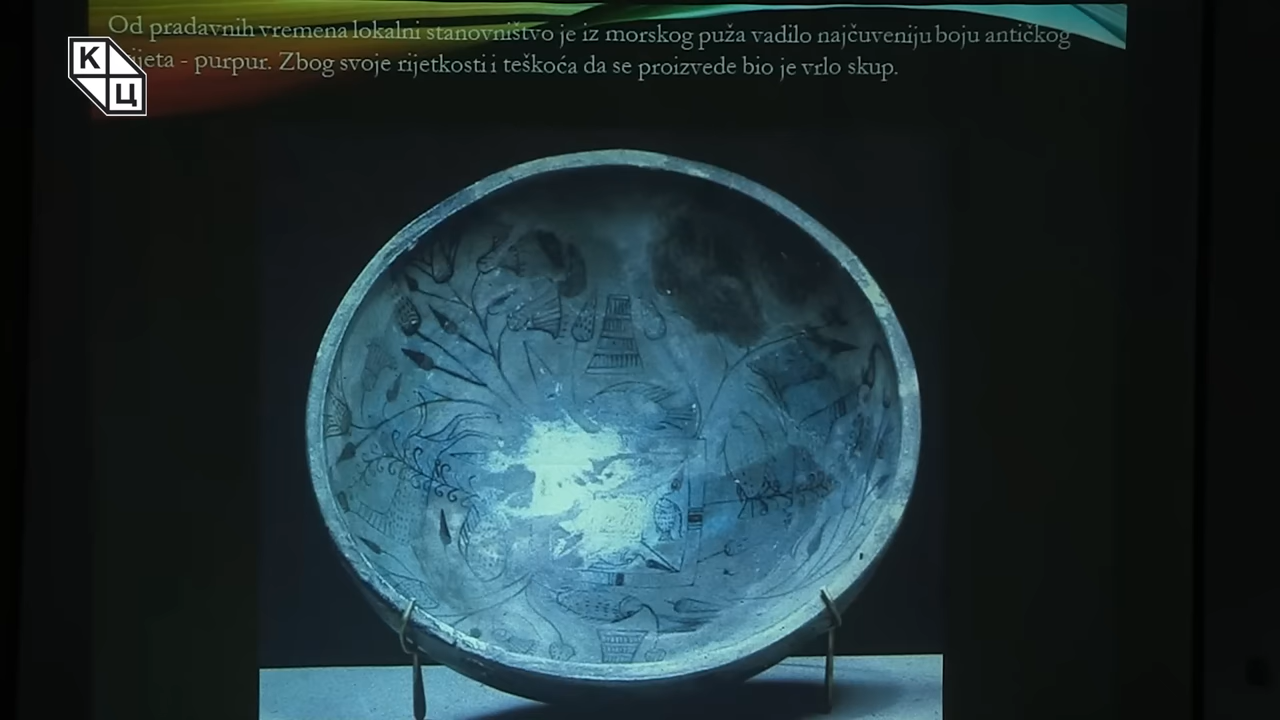 Od pradavnih vremena lokalni stanovništvo je iz morskog puža vadilo najčuveniju boju antičkog
- purpur. Zbog svoje rijetkosti i teškoća da se proizvede bio je vrlo skup.
К
Ц